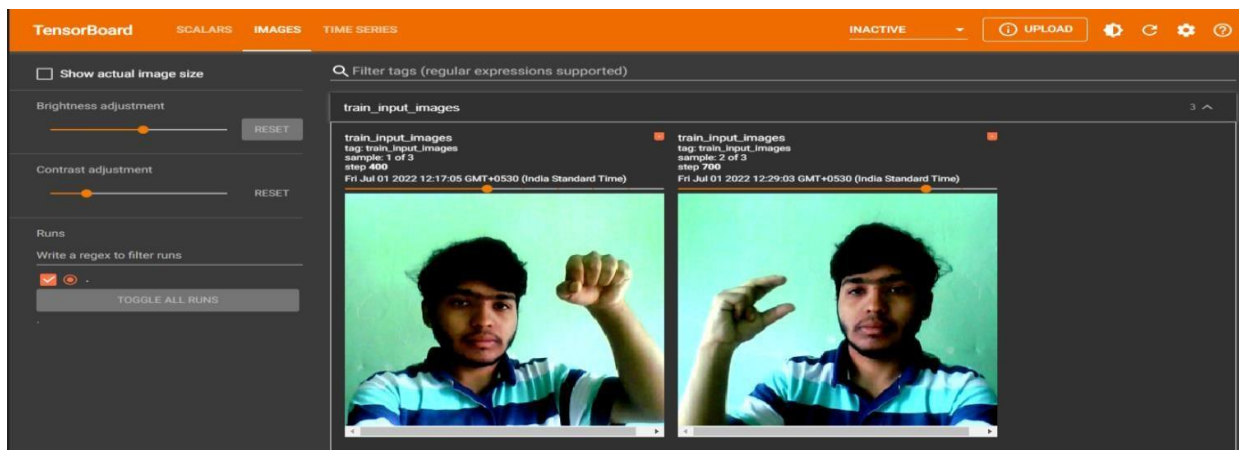 TensorBoard SCALARS IMAGES TIME SERIES INACTIVE UPLOAD
Show actual image size
Brightness adjustment
RESET
Contrast adjustment
RESET
Runs
Write a regex to filter runs
.
TOGGLE ALL RUNS
.
Filter tags (regular expressions supported)
train_input_images 3
train_input_images
tag: train_input_images
sample: 1 of 3
step 400
Fri Jul 01 2022 12:17:05 GMT+0530 (India Standard Time)
train_input_images
tag: train_input_images
sample: 2 of 3
step 700
Fri Jul 01 2022 12:29:03 GMT+0530 (India Standard Time)